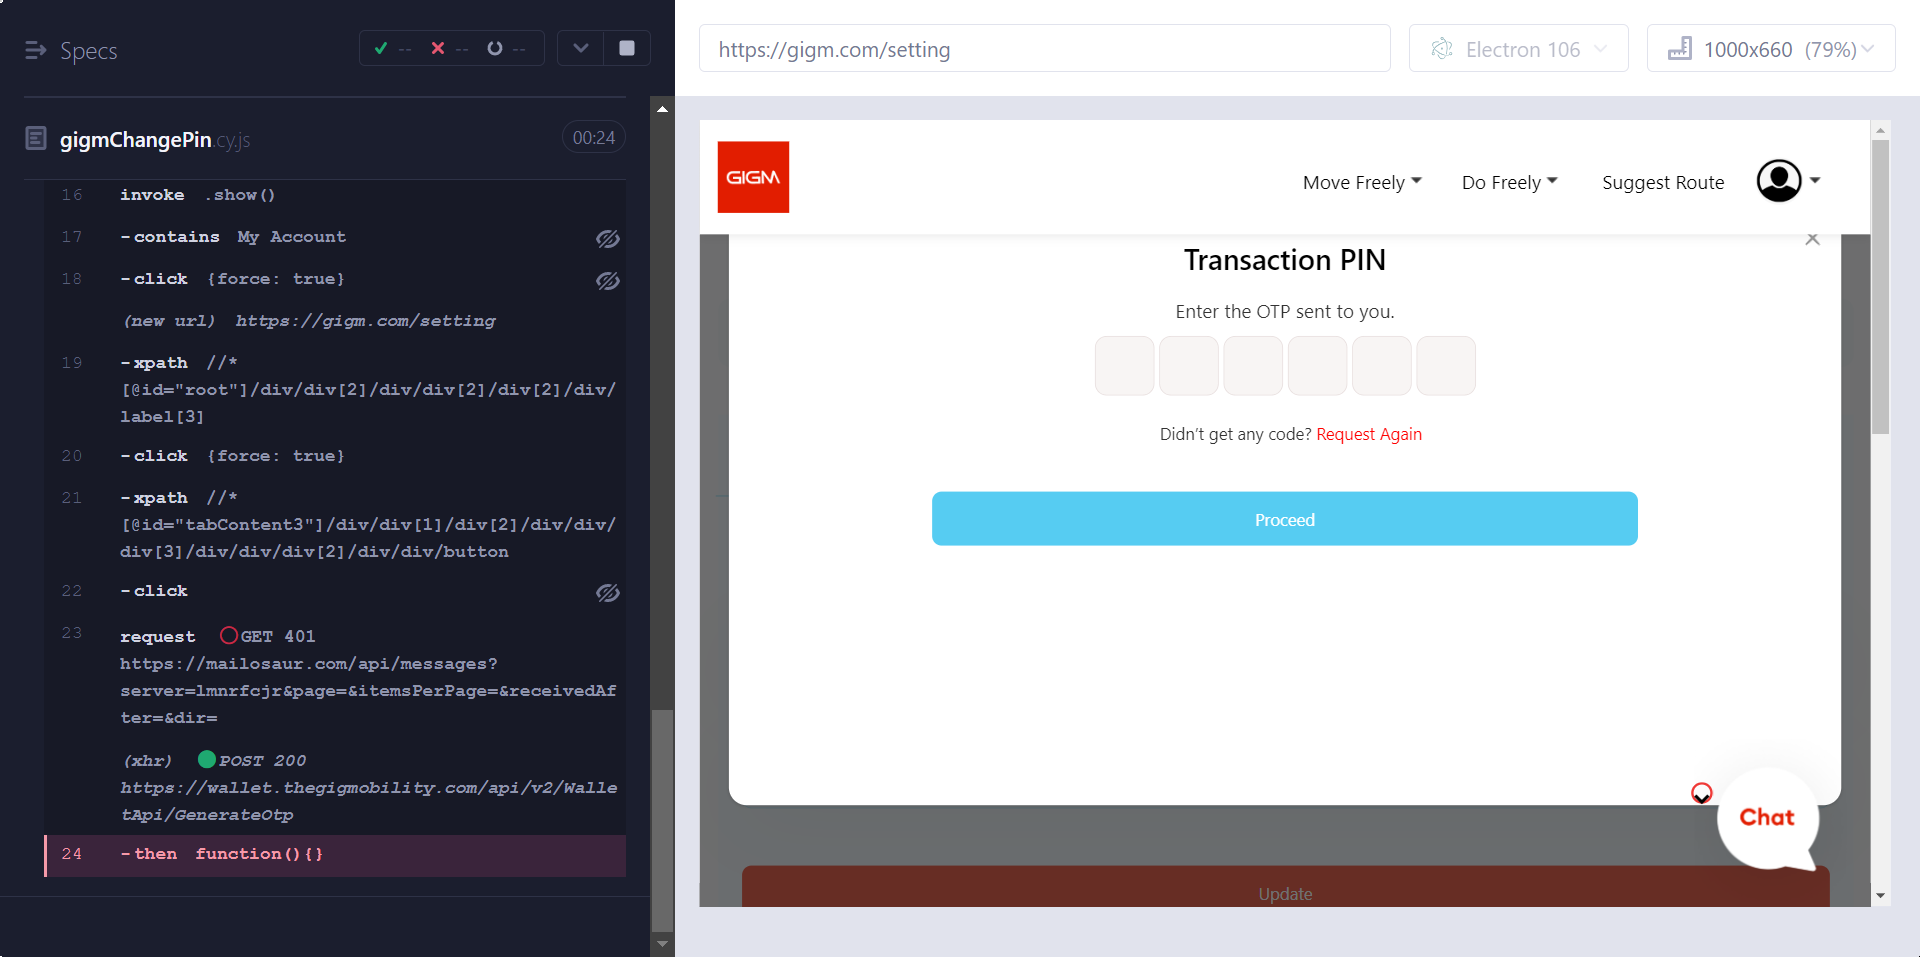 Specs
--
--
--
gigmChangePin.cy.js
00:24
16 invoke .show()
17 -contains My Account
18 -click {force: true}
(new url) https://gigm.com/setting
19 -xpath //*
[@id="root"]/div/div[2]/div/div[2]/div[2]/div/
label[3]
20 -click {force: true}
21 -xpath //*
[@id="tabContent3"]/div/div[1]/div[2]/div/div/
div[3]/div/div/div[2]/div/div/button
22 -click
23 request GET 401
https://mailosaur.com/api/messages?
server=lmnrfcjr&page=&itemsPerPage=&receivedAf
ter=&dir=
(xhr) POST 200
https://wallet.thegigmobility.com/api/v2/Walle
tApi/GenerateOtp
24 -then function(){}
https://gigm.com/setting
Electron 106
1000x660 (79%)
GIGM
Move Freely
Do Freely
Suggest Route
Transaction PIN
Enter the OTP sent to you.
Didn't get any code? Request Again
Proceed
Chat
Update